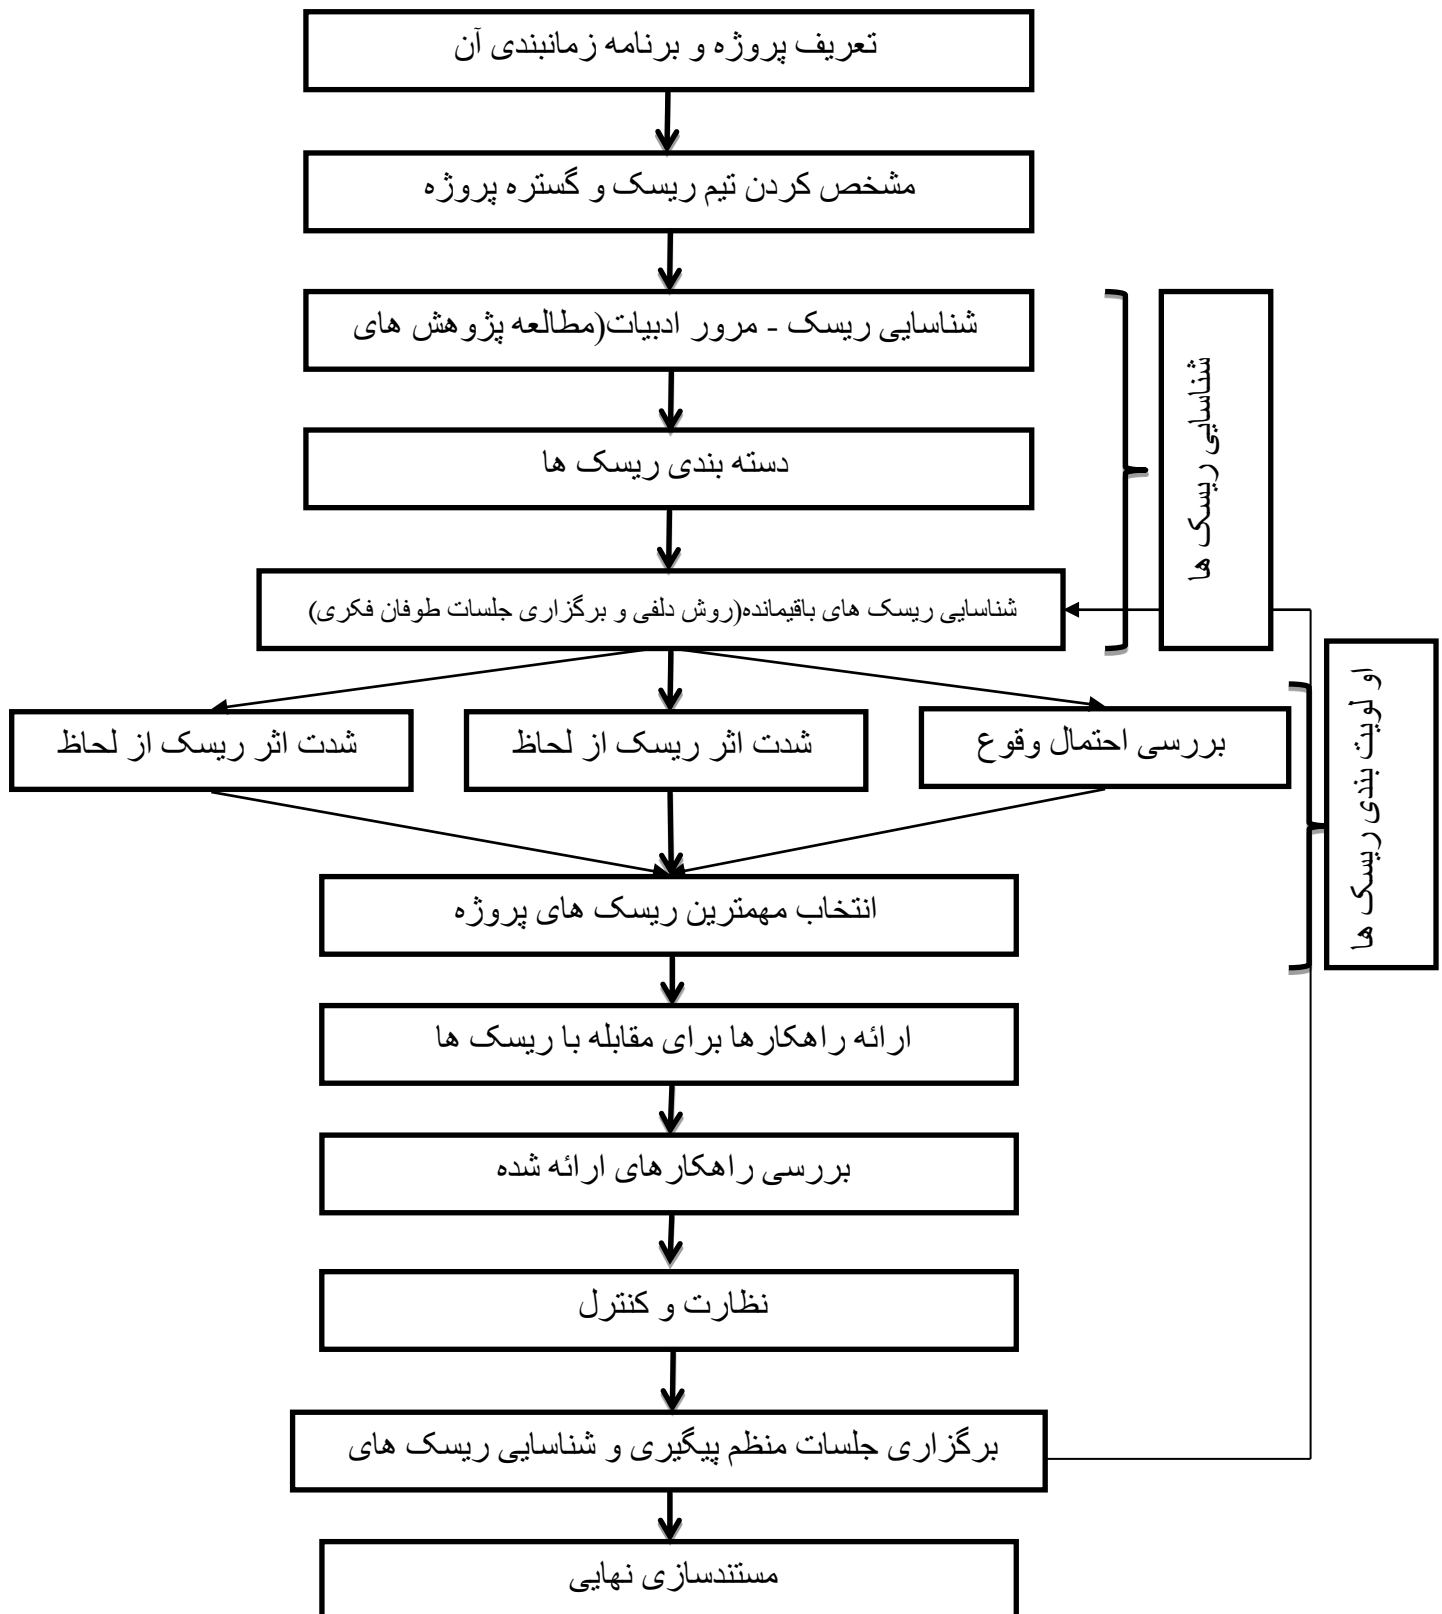 تعریف پروژه و برنامه زمانبندی آن
مشخص کردن تیم ریسک و گستره پروژه
شناسایی ریسک - مرور ادبیات(مطالعه پژوهش های
دسته بندی ریسک ها
شناسایی ریسک های باقیمانده(روش دلفی و برگزاری جلسات طوفان فکری)
شناسایی ریسک ها
بررسی احتمال وقوع
شدت اثر ریسک از لحاظ
شدت اثر ریسک از لحاظ
او لویت بندی ریسک ها
انتخاب مهمترین ریسک های پروژه
ارائه راهکارها برای مقابله با ریسک ها
بررسی راهکارهای ارائه شده
نظارت و کنترل
برگزاری جلسات منظم پیگیری و شناسایی ریسک های
مستندسازی نهایی